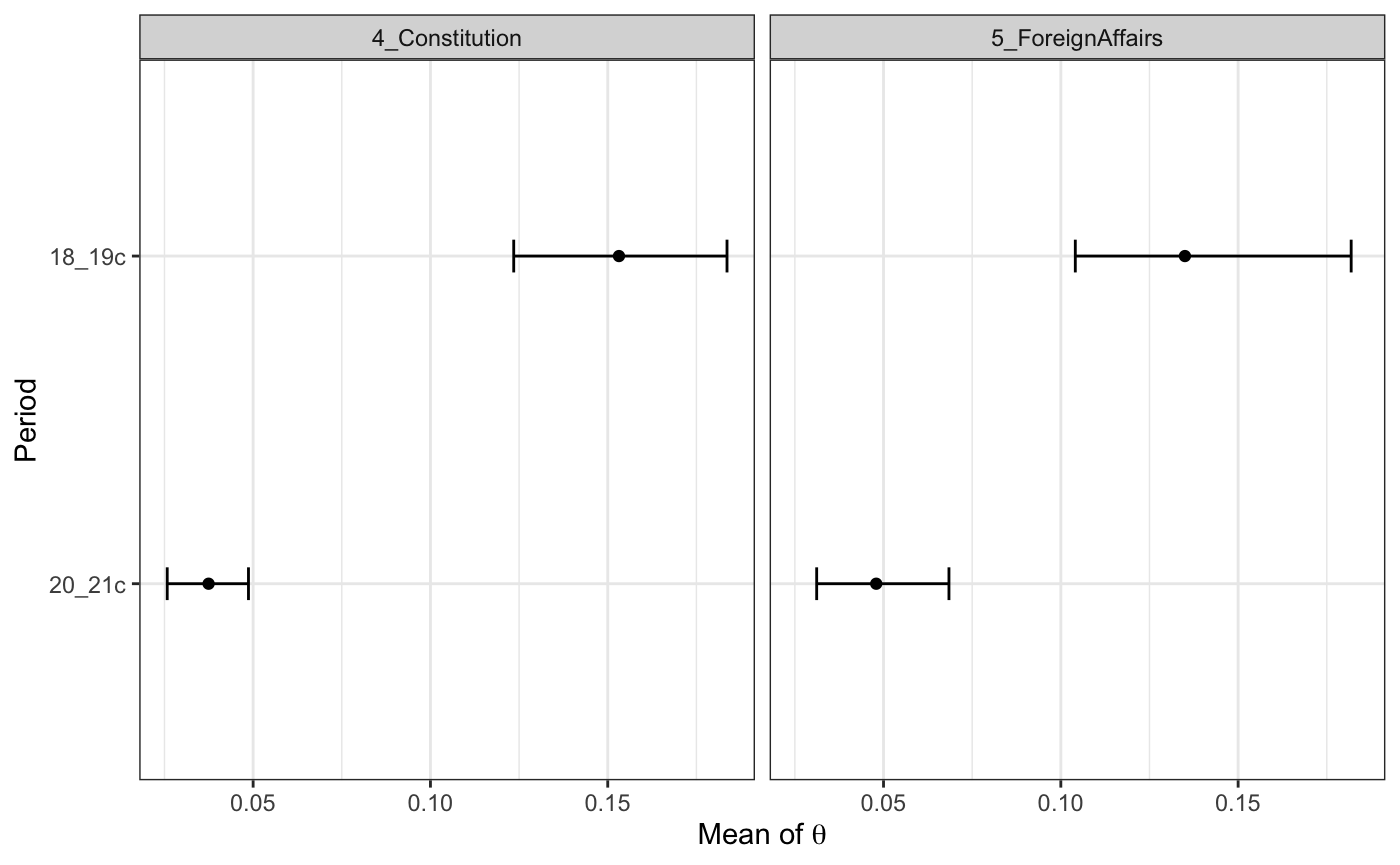 4_Constitution
5_ForeignAffairs
Period
18_19c
20_21c
0.05 0.10 0.15
0.05 0.10 0.15
Mean of θ